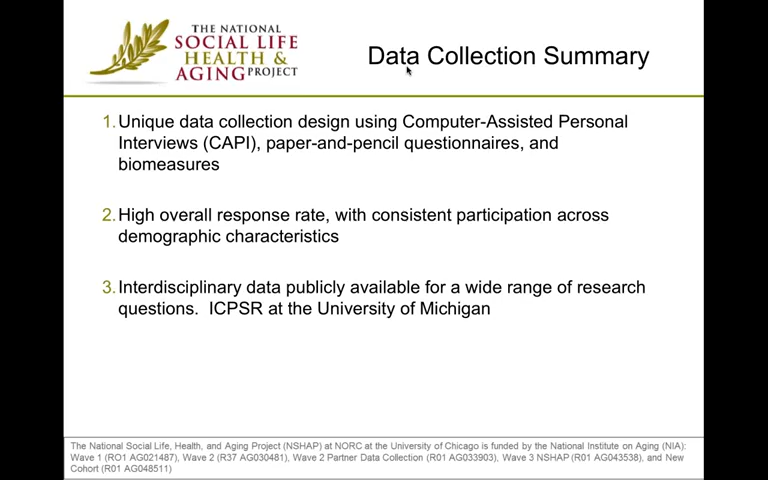 THE NATIONAL
SOCIAL LIFE
HEALTH &
AGING PROJECT
Data Collection Summary
1. Unique data collection design using Computer-Assisted Personal
Interviews (CAPI), paper-and-pencil questionnaires, and
biomeasures
2. High overall response rate, with consistent participation across
demographic characteristics
3. Interdisciplinary data publicly available for a wide range of research
questions. ICPSR at the University of Michigan
The National Social Life, Health, and Aging Project (NSHAP) at NORC at the University of Chicago is funded by the National Institute on Aging (NIA):
Wave 1 (RO1 AG021487), Wave 2 (R37 AG030481), Wave 2 Partner Data Collection (R01 AG033903), Wave 3 NSHAP (R01 AG043538), and New
Cohort (R01 AG048511)